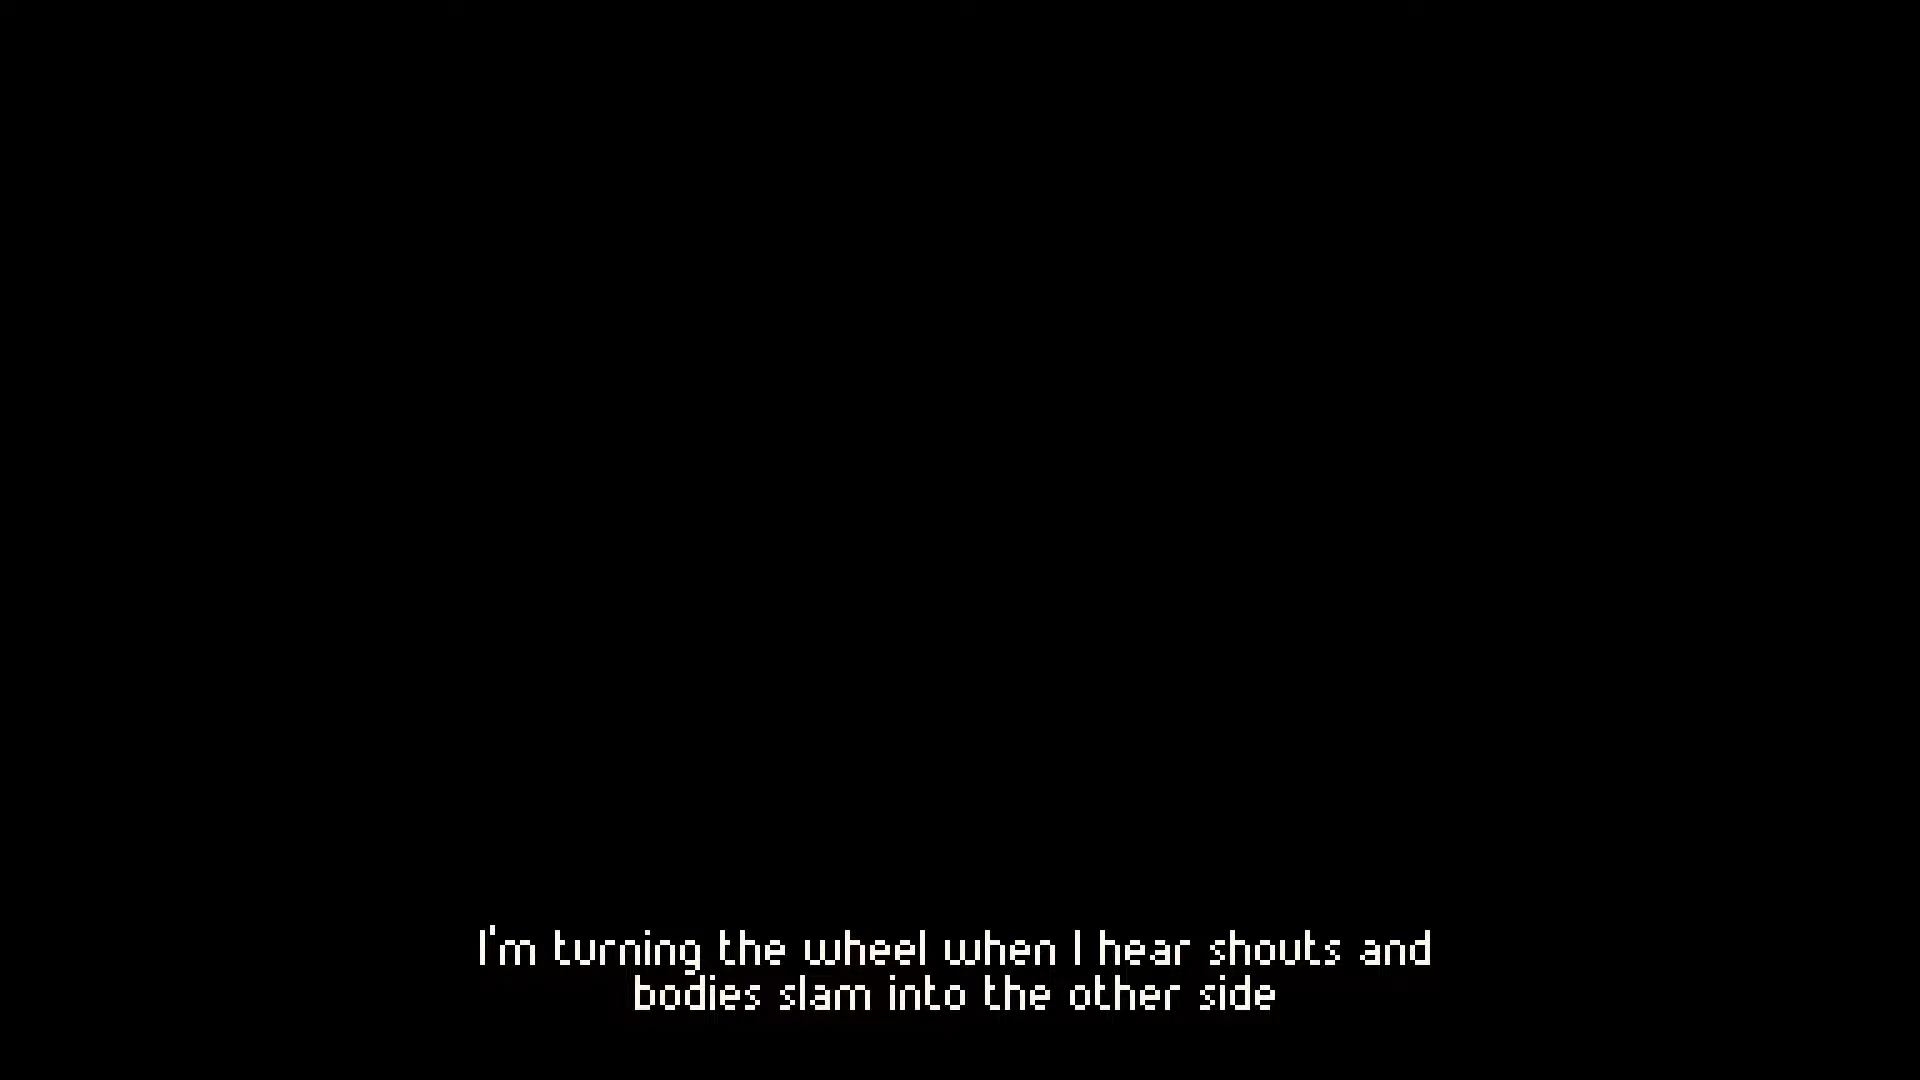 I'm turning the wheel when I hear shouts and
bodies slam into the other side